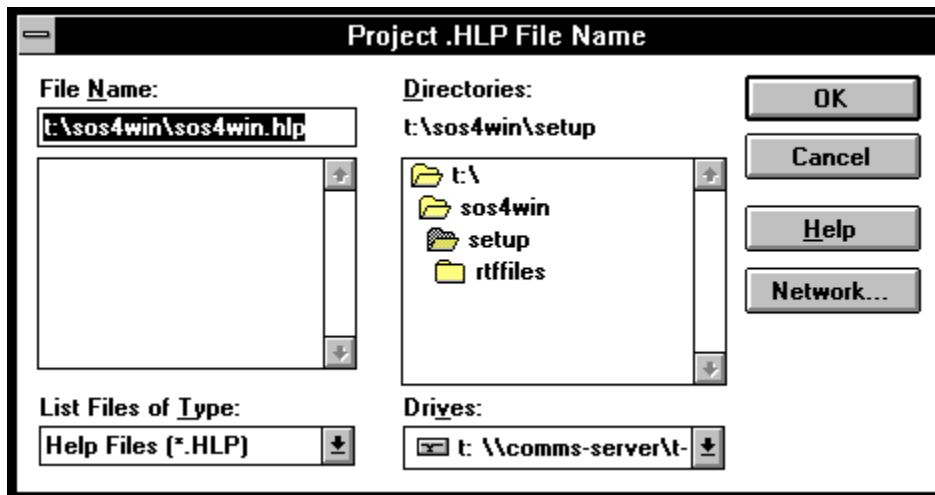 Project .HLP File Name
File Name:
t:\sos4win\sos4win.hlp
Directories:
t:\sos4win\setup
t:\
sos4win
setup
rtffiles
OK
Cancel
Help
Network...
List Files of Type:
Help Files (*.HLP)
Drives:
t: \\comms-server\t-